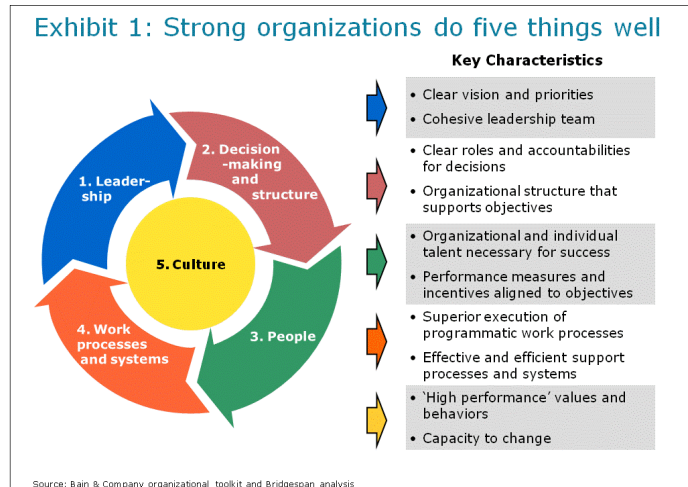 Exhibit 1: Strong organizations do five things well
Key Characteristics
1. Leader-
ship
2. Decision
-making
and
structure
3. People
4. Work
processes
and systems
5. Culture
• Clear vision and priorities
• Cohesive leadership team
• Clear roles and accountabilities
for decisions
• Organizational structure that
supports objectives
• Organizational and individual
talent necessary for success
• Performance measures and
incentives aligned to objectives
• Superior execution of
programmatic work processes
• Effective and efficient support
processes and systems
• ‘High performance’ values and
behaviors
• Capacity to change
Source: Bain & Company organizational toolkit and Bridgespan analysis